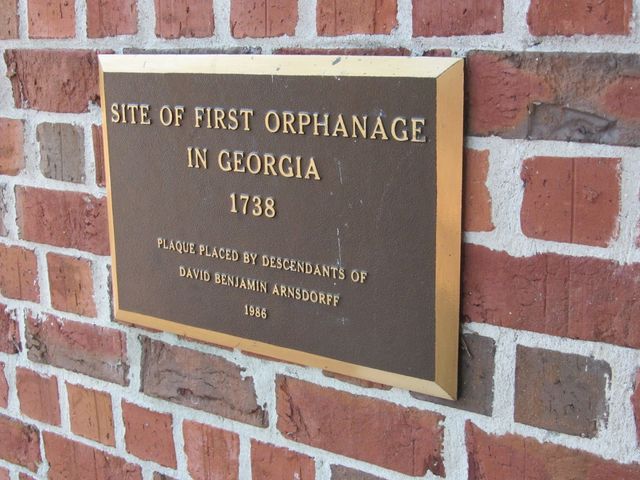 SITE OF FIRST ORPHANAGE
IN GEORGIA
1738
PLAQUE PLACED BY DESCENDANTS OF
DAVID BENJAMIN ARNSDORFF
1986